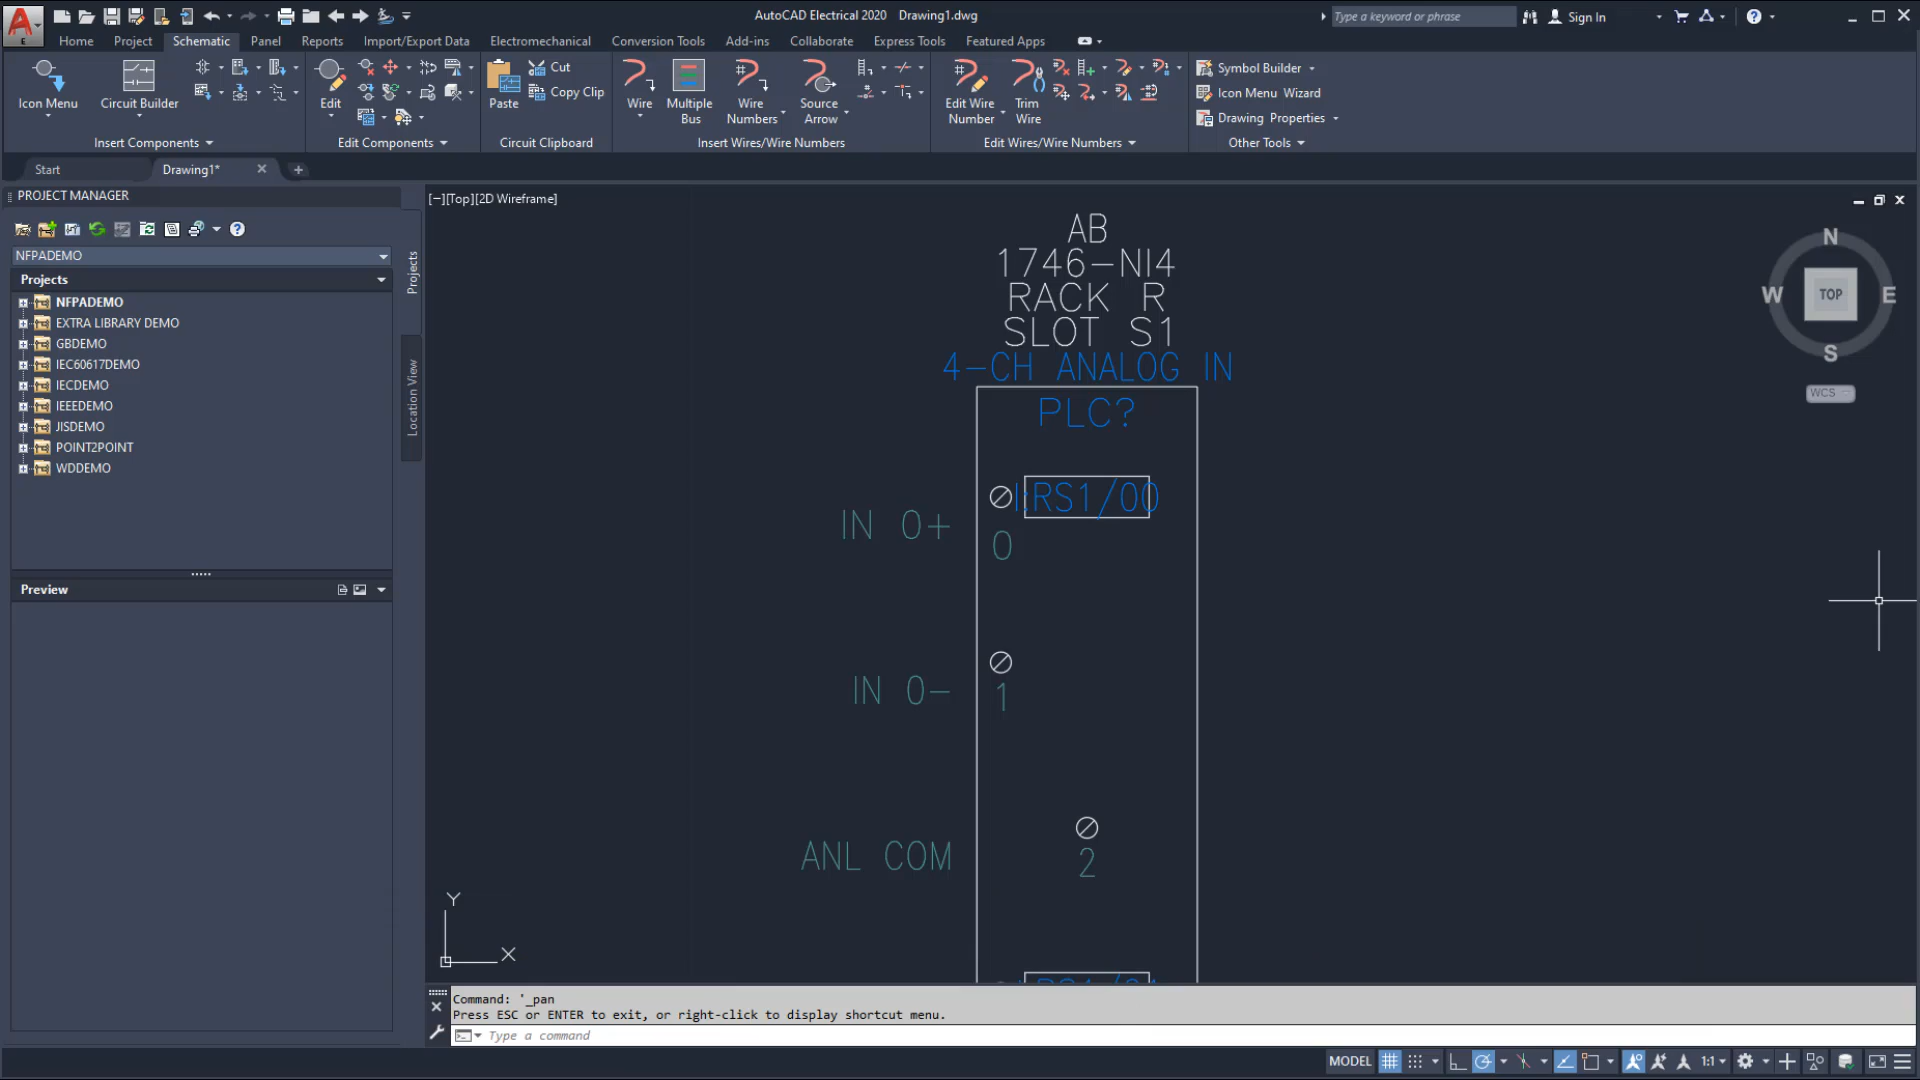 AutoCAD Electrical 2020 Drawing1.dwg
Type a keyword or phrase
Sign In
Home Project Schematic Panel Reports Import/Export Data Electromechanical Conversion Tools Add-ins Collaborate Express Tools Featured Apps
Icon Menu
Circuit Builder
Insert Components
Edit
Edit Components
Paste
Cut
Copy Clip
Circuit Clipboard
Wire
Multiple Bus
Wire Numbers
Source Arrow
Insert Wires/Wire Numbers
Edit Wire Number
Trim Wire
Edit Wires/Wire Numbers
Symbol Builder
Icon Menu Wizard
Drawing Properties
Other Tools
Start
Drawing1*
PROJECT MANAGER
NFPADEMO
Projects
NFPADEMO
EXTRA LIBRARY DEMO
GBDEMO
IEC60617DEMO
IECDEMO
IEEEDEMO
JISDEMO
POINT2POINT
WDDEMO
Preview
Projects
Location View
[−][Top][2D Wireframe]
AB
1746-NI4
RACK R
SLOT S1
4-CH ANALOG IN
PLC?
I:RS1/00
IN 0+
0
IN 0-
1
ANL COM
2
N
W TOP E
S
WCS
Y
X
Command: '_pan
Press ESC or ENTER to exit, or right-click to display shortcut menu.
Type a command
MODEL
1:1